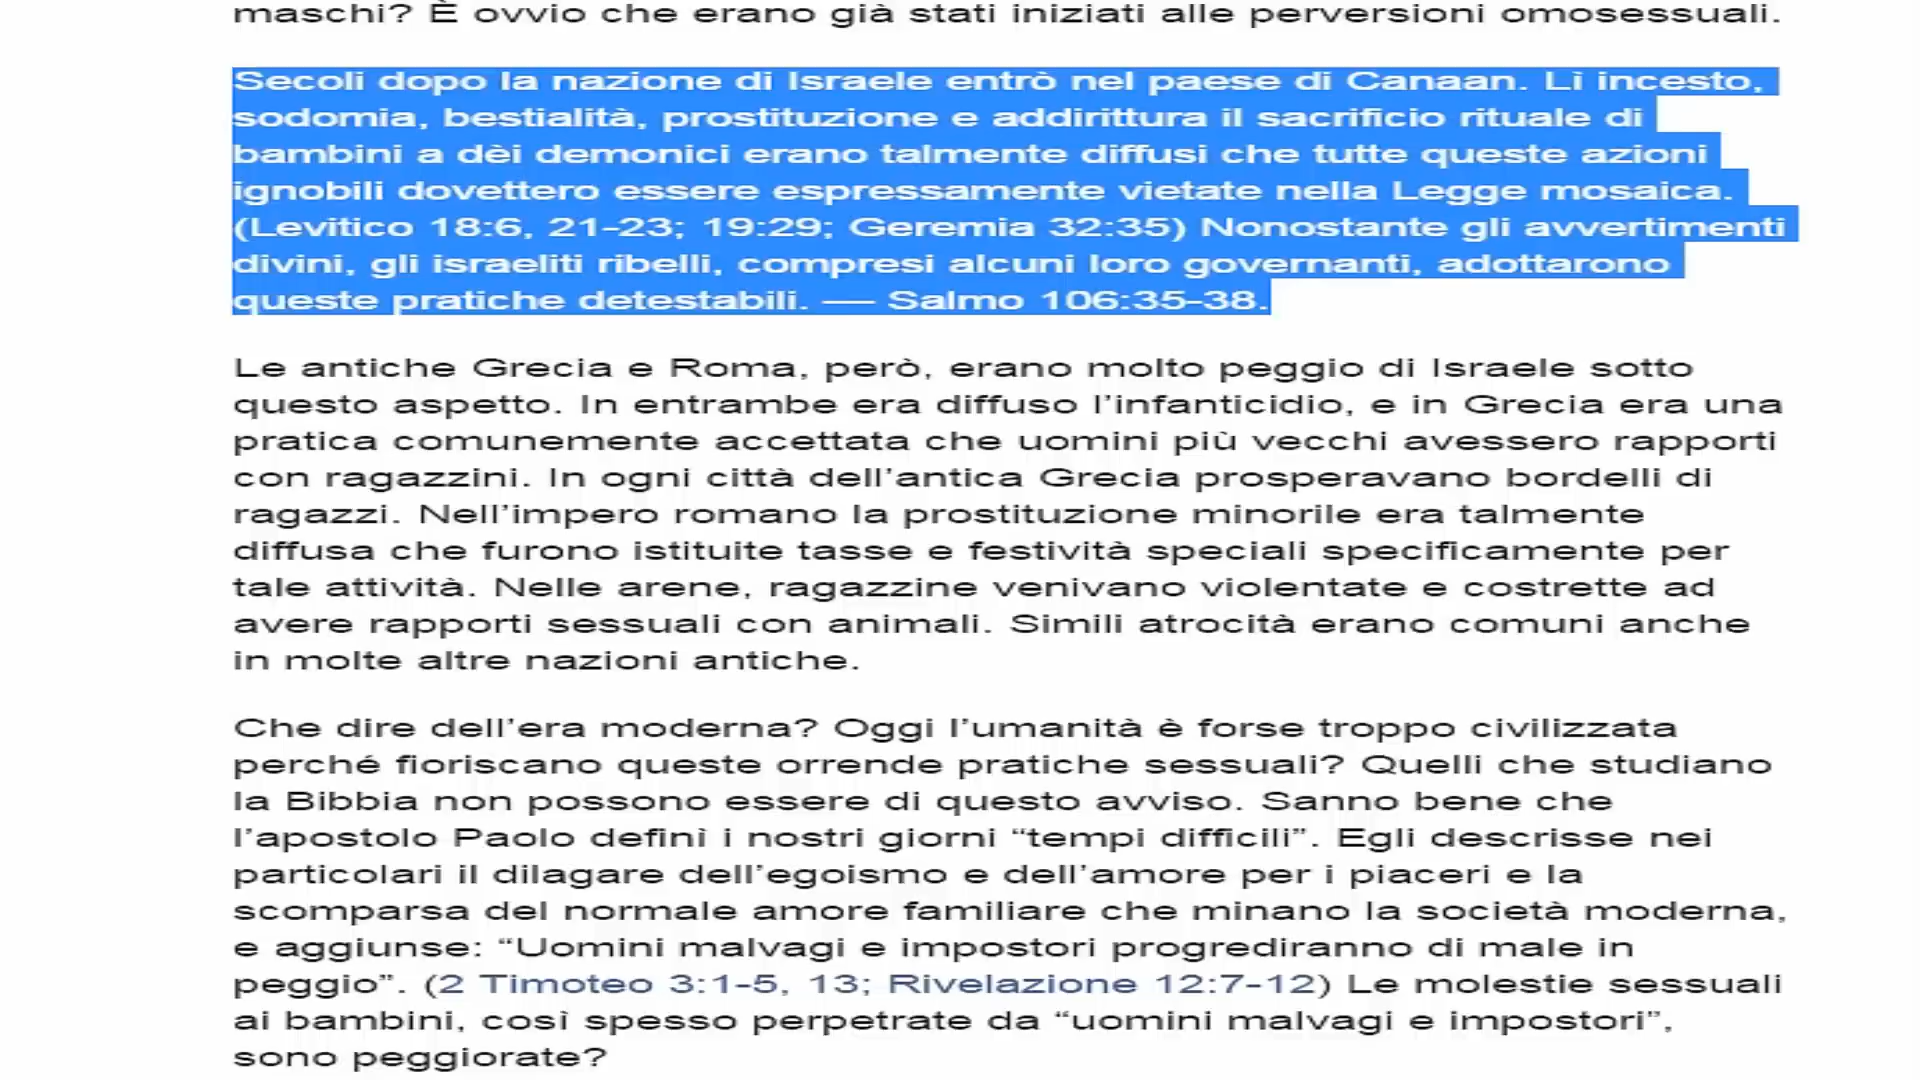 maschi? È ovvio che erano già stati iniziati alle perversioni omosessuali.
Secoli dopo la nazione di Israele entrò nel paese di Canaan. Lì incesto,
sodomia, bestialità, prostituzione e addirittura il sacrificio rituale di
bambini a dèi demonici erano talmente diffusi che tutte queste azioni
ignobili dovettero essere espressamente vietate nella Legge mosaica.
(Levitico 18:6, 21-23; 19:29; Geremia 32:35) Nonostante gli avvertimenti
divini, gli israeliti ribelli, compresi alcuni loro governanti, adottarono
queste pratiche detestabili. — Salmo 106:35-38.
Le antiche Grecia e Roma, però, erano molto peggio di Israele sotto
questo aspetto. In entrambe era diffuso l’infanticidio, e in Grecia era una
pratica comunemente accettata che uomini più vecchi avessero rapporti
con ragazzini. In ogni città dell’antica Grecia prosperavano bordelli di
ragazzi. Nell’impero romano la prostituzione minorile era talmente
diffusa che furono istituite tasse e festività speciali specificamente per
tale attività. Nelle arene, ragazzine venivano violentate e costrette ad
avere rapporti sessuali con animali. Simili atrocità erano comuni anche
in molte altre nazioni antiche.
Che dire dell’era moderna? Oggi l’umanità è forse troppo civilizzata
perché fioriscano queste orrende pratiche sessuali? Quelli che studiano
la Bibbia non possono essere di questo avviso. Sanno bene che
l’apostolo Paolo definì i nostri giorni “tempi difficili”. Egli descrisse nei
particolari il dilagare dell’egoismo e dell’amore per i piaceri e la
scomparsa del normale amore familiare che minano la società moderna,
e aggiunse: “Uomini malvagi e impostori progrediranno di male in
peggio”. (2 Timoteo 3:1-5, 13; Rivelazione 12:7-12) Le molestie sessuali
ai bambini, così spesso perpetrate da “uomini malvagi e impostori”,
sono peggiorate?